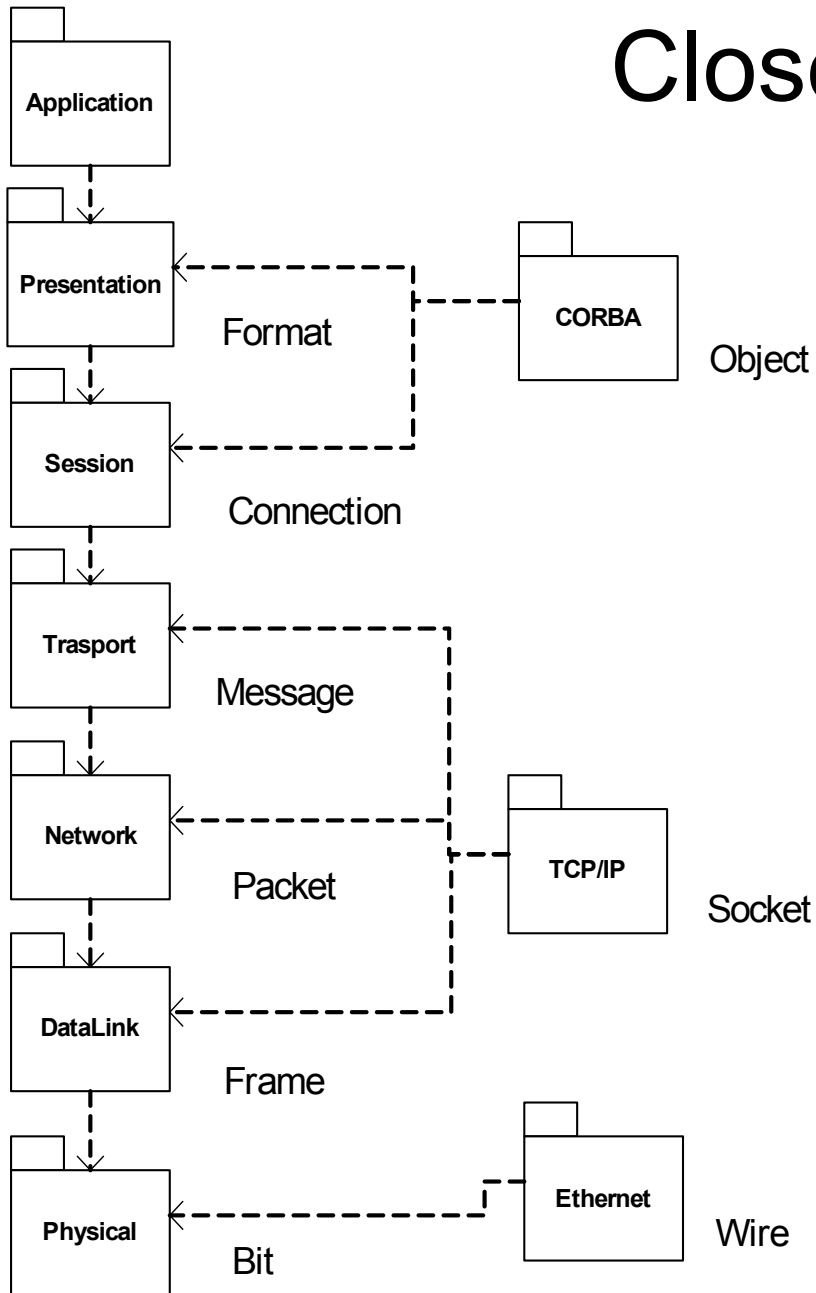 Close
Application
Presentation
Format
CORBA
Object
Session
Connection
Trasport
Message
Network
Packet
TCP/IP
Socket
DataLink
Frame
Physical
Bit
Ethernet
Wire